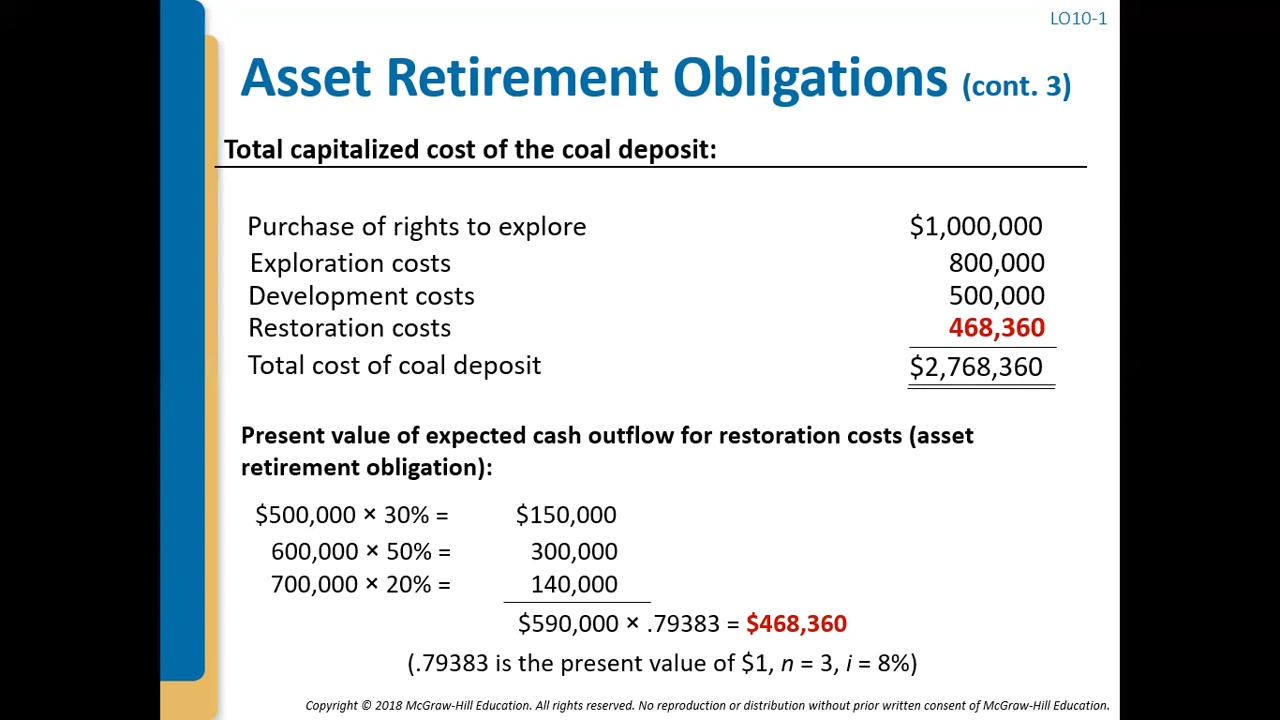 LO10-1
Asset Retirement Obligations (cont. 3)
Total capitalized cost of the coal deposit:
Purchase of rights to explore $1,000,000
Exploration costs 800,000
Development costs 500,000
Restoration costs 468,360
Total cost of coal deposit $2,768,360
Present value of expected cash outflow for restoration costs (asset
retirement obligation):
$500,000 × 30% = $150,000
600,000 × 50% = 300,000
700,000 × 20% = 140,000
$590,000 × .79383 = $468,360
(.79383 is the present value of $1, n = 3, i = 8%)
Copyright © 2018 McGraw-Hill Education. All rights reserved. No reproduction or distribution without prior written consent of McGraw-Hill Education.